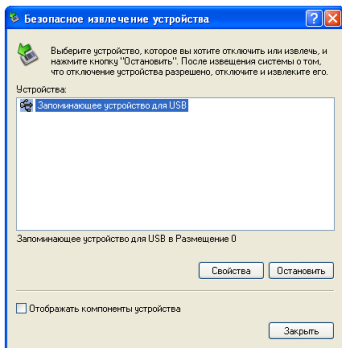 Безопасное извлечение устройства
Выберите устройство, которое вы хотите отключить или извлечь, и
нажмите кнопку "Остановить". После извещения системы о том,
что отключение устройства разрешено, отключите и извлеките его.
Устройства:
Запоминающее устройство для USB
Запоминающее устройство для USB в Размещение 0
Свойства Остановить
Отображать компоненты устройства
Закрыть